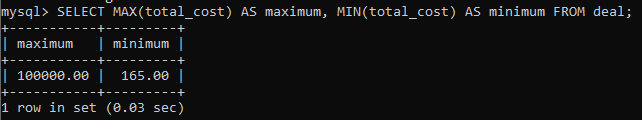 mysql> SELECT MAX(total_cost) AS maximum, MIN(total_cost) AS minimum FROM deal;
+-----------+---------+
| maximum   | minimum |
+-----------+---------+
| 100000.00 |  165.00 |
+-----------+---------+
1 row in set (0.03 sec)